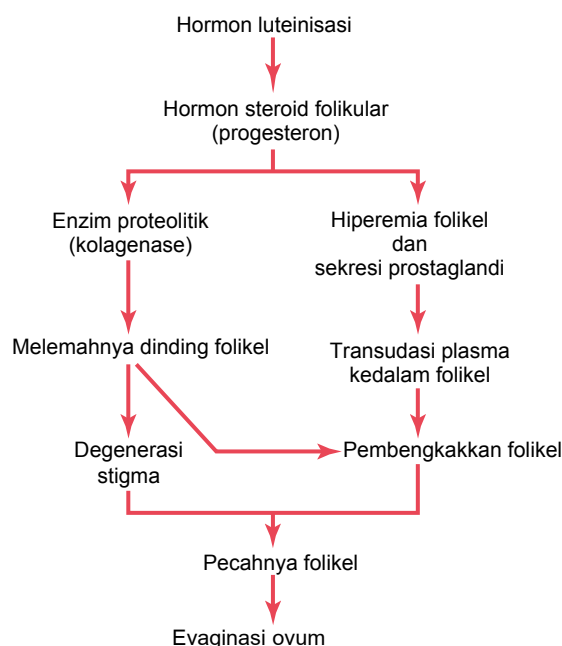 Hormon luteinisasi
Hormon steroid folikular
(progesteron)
Enzim proteolitik
(kolagenase)
Hiperemia folikel
dan
sekresi prostaglandi
Melemahnya dinding folikel
Transudasi plasma
kedalam folikel
Degenerasi
stigma
Pembengkakkan folikel
Pecahnya folikel
Evaginasi ovum